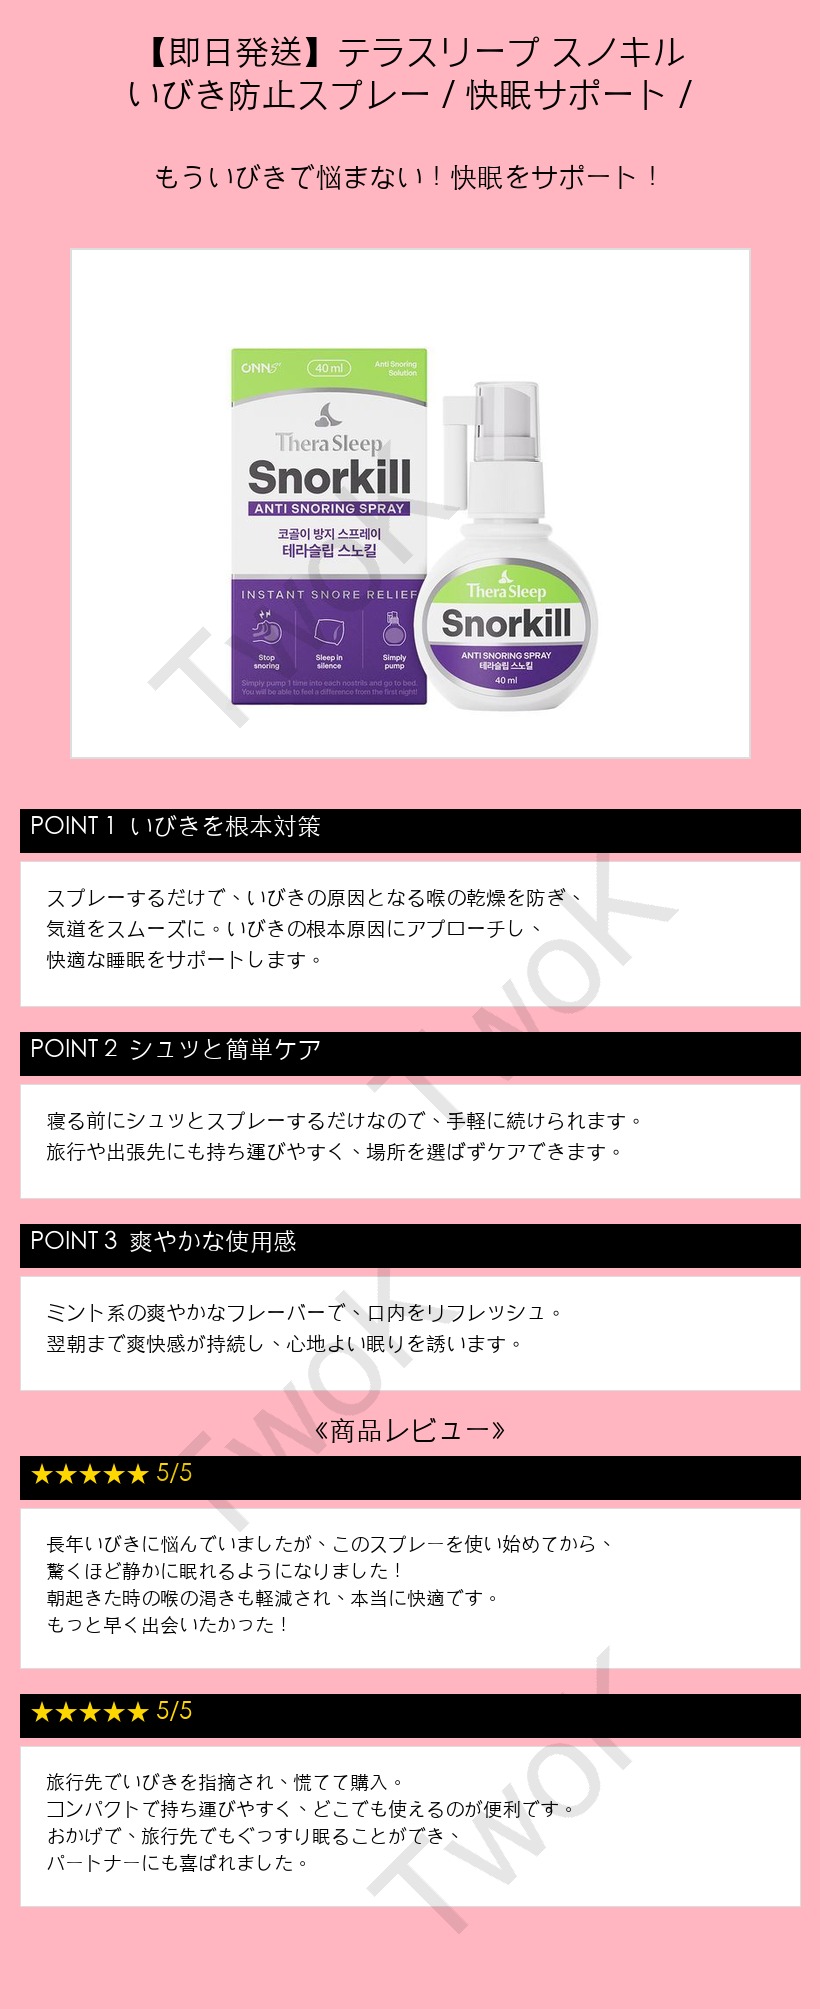 【即日発送】テラスリープ スノキル
いびき防止スプレー / 快眠サポート /
もういびきで悩まない！快眠をサポート！
ONN5
40 ml
Anti Snoring
Solution
TheraSleep
Snorkill
ANTI SNORING SPRAY
코골이 방지 스프레이
테라슬립 스노킬
INSTANT SNORE RELIEF
Stop
snoring
Sleep in
silence
Simply
pump
Simply pump 1 time into each nostrils and go to bed.
You will be able to feel a difference from the first night!
TheraSleep
Snorkill
ANTI SNORING SPRAY
테라슬립 스노킬
40 ml
TwoK
POINT 1 いびきを根本対策
スプレーするだけで、いびきの原因となる喉の乾燥を防ぎ、
気道をスムーズに。いびきの根本原因にアプローチし、
快適な睡眠をサポートします。
TwoK
POINT 2 シュッと簡単ケア
寝る前にシュッとスプレーするだけなので、手軽に続けられます。
旅行や出張先にも持ち運びやすく、場所を選ばずケアできます。
POINT 3 爽やかな使用感
ミント系の爽やかなフレーバーで、口内をリフレッシュ。
翌朝まで爽快感が持続し、心地よい眠りを誘います。
TwoK
《商品レビュー》
★★★★★ 5/5
長年いびきに悩んでいましたが、このスプレーを使い始めてから、
驚くほど静かに眠れるようになりました！
朝起きた時の喉の渇きも軽減され、本当に快適です。
もっと早く出会いたかった！
★★★★★ 5/5
旅行先でいびきを指摘され、慌てて購入。
コンパクトで持ち運びやすく、どこでも使えるのが便利です。
おかげで、旅行先でもぐっすり眠ることができ、
パートナーにも喜ばれました。
TwoK